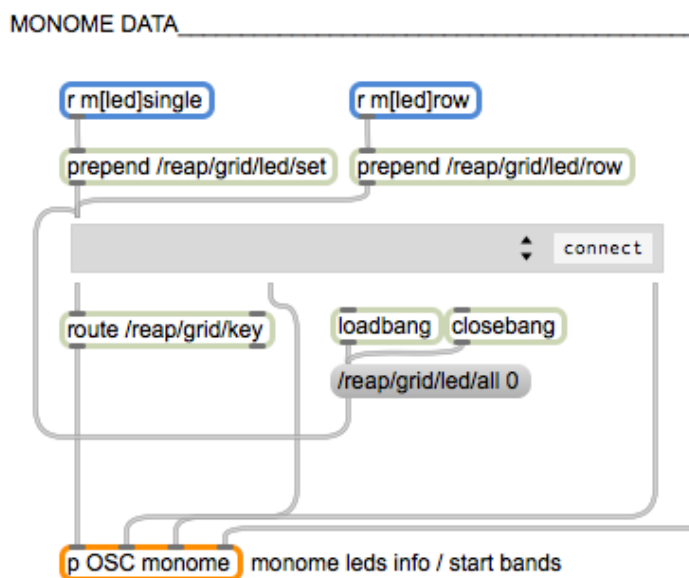 MONOME DATA
r m[led]single
r m[led]row
prepend /reap/grid/led/set
prepend /reap/grid/led/row
connect
route /reap/grid/key
loadbang
closebang
/reap/grid/led/all 0
p OSC monome
monome leds info / start bands